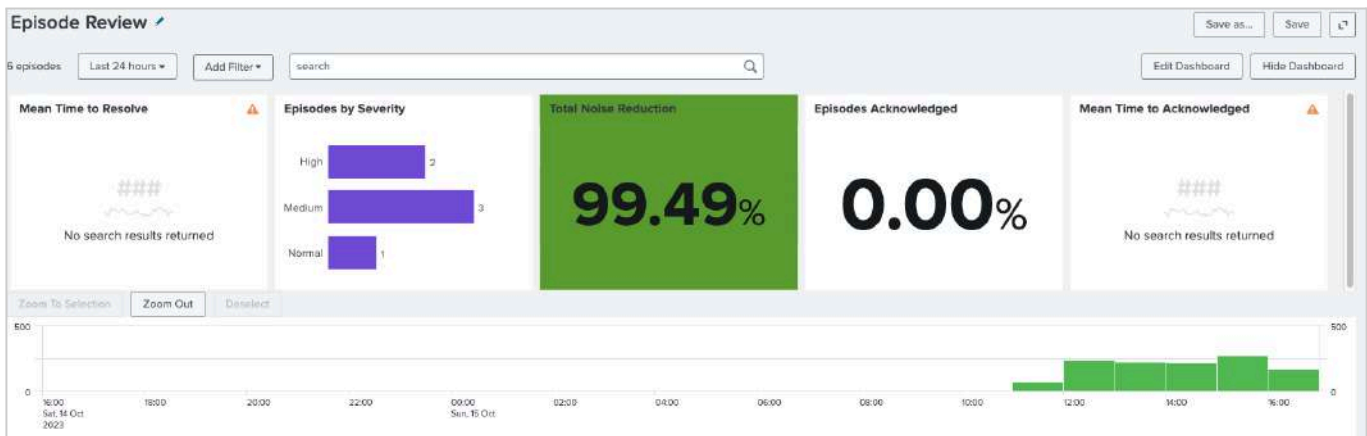 Episode Review
Save as...
Save
6 episodes
Last 24 hours
Add Filter
search
Edit Dashboard
Hide Dashboard
Mean Time to Resolve
Episodes by Severity
Total Noise Reduction
Episodes Acknowledged
Mean Time to Acknowledged
###
No search results returned
High
2
Medium
3
Normal
1
99.49%
0.00%
###
No search results returned
Zoom To Selection
Zoom Out
Deselect
500
500
0
0
16:00
18:00
20:00
22:00
00:00
02:00
04:00
06:00
08:00
10:00
12:00
14:00
16:00
Sat, 14 Oct
Sun, 15 Oct
2023